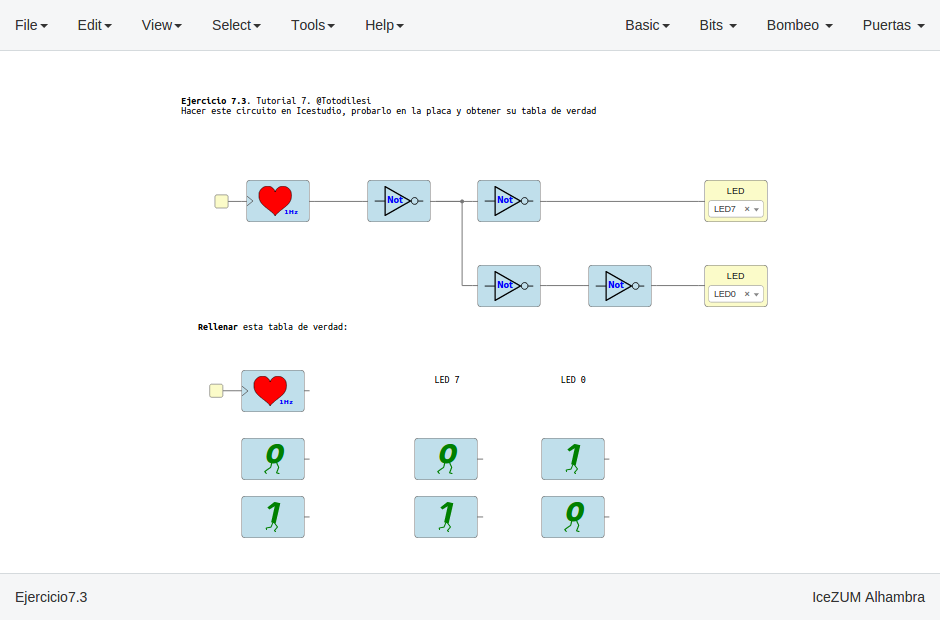 File Edit View Select Tools Help Basic Bits Bombeo Puertas
Ejercicio 7.3. Tutorial 7. @Totodilesi
Hacer este circuito en Icestudio, probarlo en la placa y obtener su tabla de verdad
1Hz Not Not LED
LED7 × 
Not Not LED
LED0 ×
Rellenar esta tabla de verdad:
1Hz LED 7 LED 0
0 0 1
1 1 0
Ejercicio7.3 IceZUM Alhambra